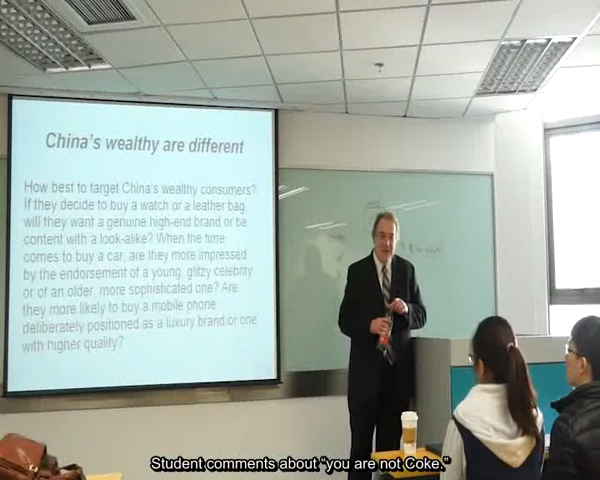 China's wealthy are different
How best to target China's wealthy consumers?
If they decide to buy a watch or a leather bag,
will they want a genuine high-end brand or be
content with a look-alike? When the time
comes to buy a car, are they more impressed
by the endorsement of a young, glitzy celebrity
or of an older, more sophisticated one? Are
they more likely to buy a mobile phone
deliberately positioned as a luxury brand or one
with higher quality?
Student comments about "you are not Coke."